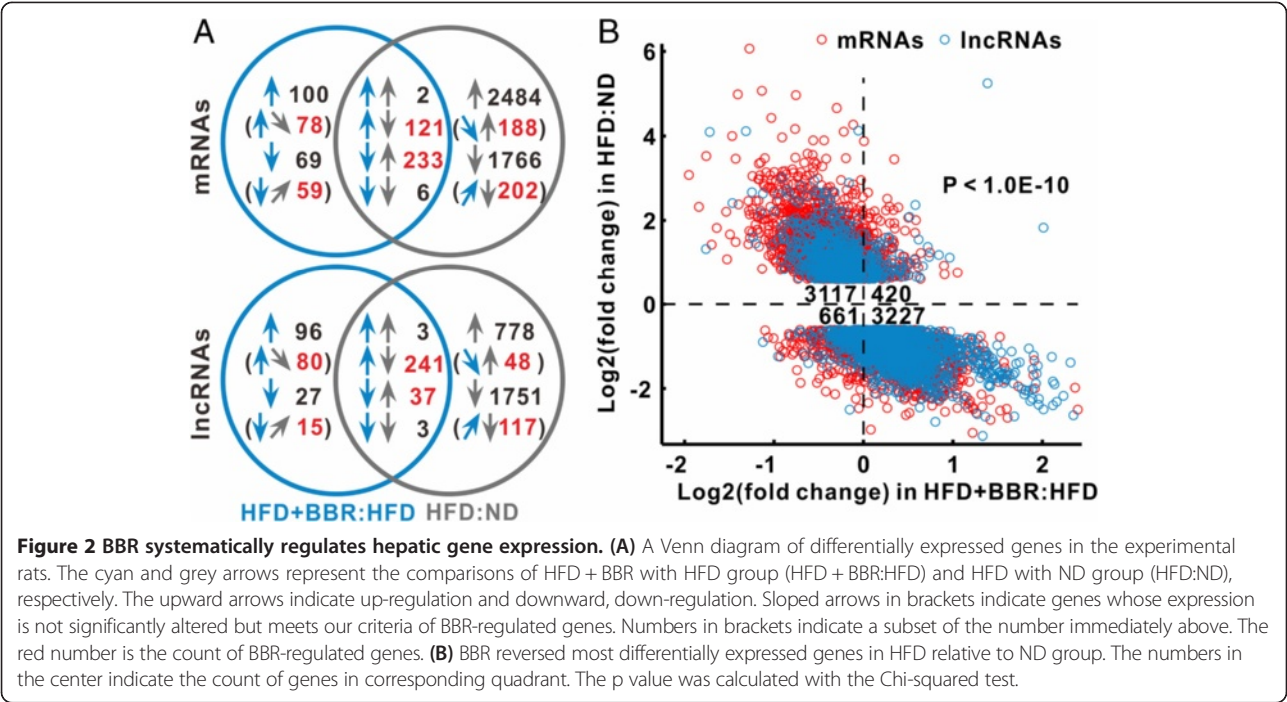 A
mRNAs
100
2
2484
( 78)
121
( 188)
69
233
1766
( 59)
6
( 202)
lncRNAs
96
3
778
( 80)
241
( 48 )
27
37
1751
( 15)
3
( 117)
HFD+BBR:HFD HFD:ND
B
mRNAs lncRNAs
Log2(fold change) in HFD:ND
6
4
2
0
-2
P < 1.0E-10
3117 420
661 3227
-2 -1 0 1 2
Log2(fold change) in HFD+BBR:HFD
Figure 2 BBR systematically regulates hepatic gene expression. (A) A Venn diagram of differentially expressed genes in the experimental
rats. The cyan and grey arrows represent the comparisons of HFD + BBR with HFD group (HFD + BBR:HFD) and HFD with ND group (HFD:ND),
respectively. The upward arrows indicate up-regulation and downward, down-regulation. Sloped arrows in brackets indicate genes whose expression
is not significantly altered but meets our criteria of BBR-regulated genes. Numbers in brackets indicate a subset of the number immediately above. The
red number is the count of BBR-regulated genes. (B) BBR reversed most differentially expressed genes in HFD relative to ND group. The numbers in
the center indicate the count of genes in corresponding quadrant. The p value was calculated with the Chi-squared test.